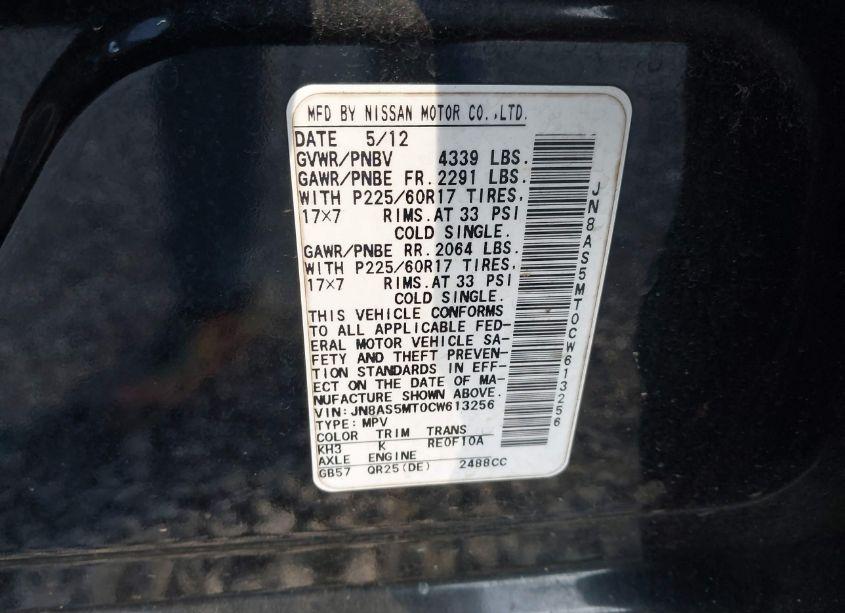 MFD BY NISSAN MOTOR CO.,LTD.
DATE 5/12
GVWR/PNBV 4339 LBS.
GAWR/PNBE FR. 2291 LBS.
WITH P225/60R17 TIRES,
17×7 RIMS.AT 33 PSI
COLD SINGLE.
GAWR/PNBE RR. 2064 LBS.
WITH P225/60R17 TIRES,
17×7 RIMS.AT 33 PSI
COLD SINGLE.
THIS VEHICLE CONFORMS
TO ALL APPLICABLE FED-
ERAL MOTOR VEHICLE SA-
FETY AND THEFT PREVEN-
TION STANDARDS IN EFF-
ECT ON THE DATE OF MA-
NUFACTURE SHOWN ABOVE.
VIN: JN8AS5MT0CW613256
TYPE: MPV
COLOR TRIM TRANS
KH3 K RE0F10A
AXLE ENGINE
GB57 QR25(DE) 2488CC
JN8AS5MT0CW613256